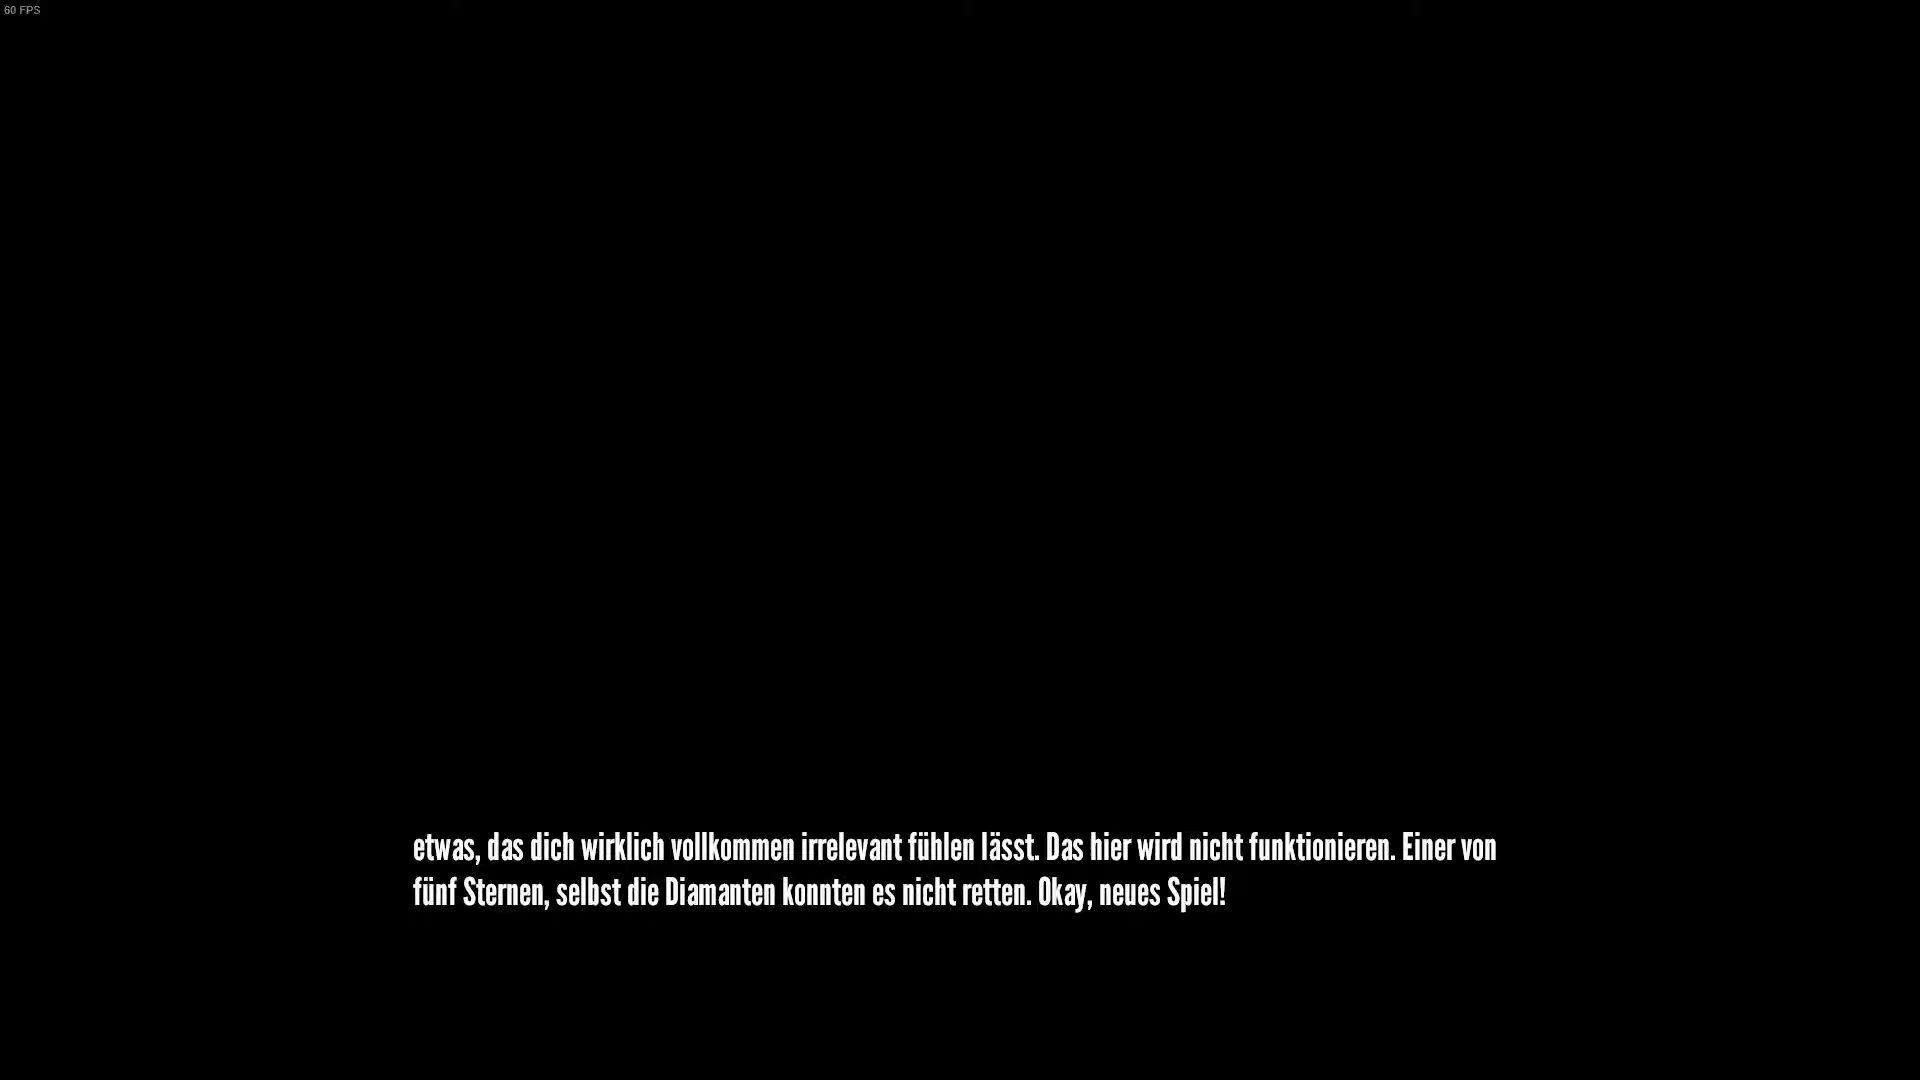 60 FPS
etwas, das dich wirklich vollkommen irrelevant fühlen lässt. Das hier wird nicht funktionieren. Einer von
fünf Sternen, selbst die Diamanten konnten es nicht retten. Okay, neues Spiel!